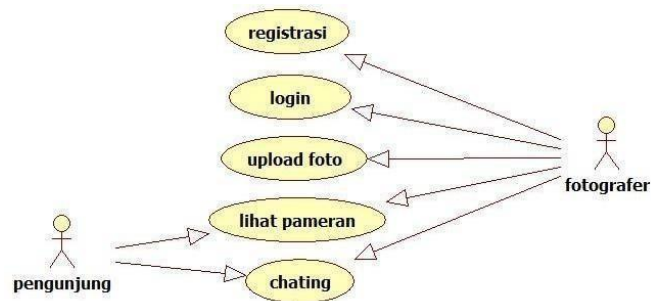 registrasi
login
upload foto
fotografer
lihat pameran
chating
pengunjung